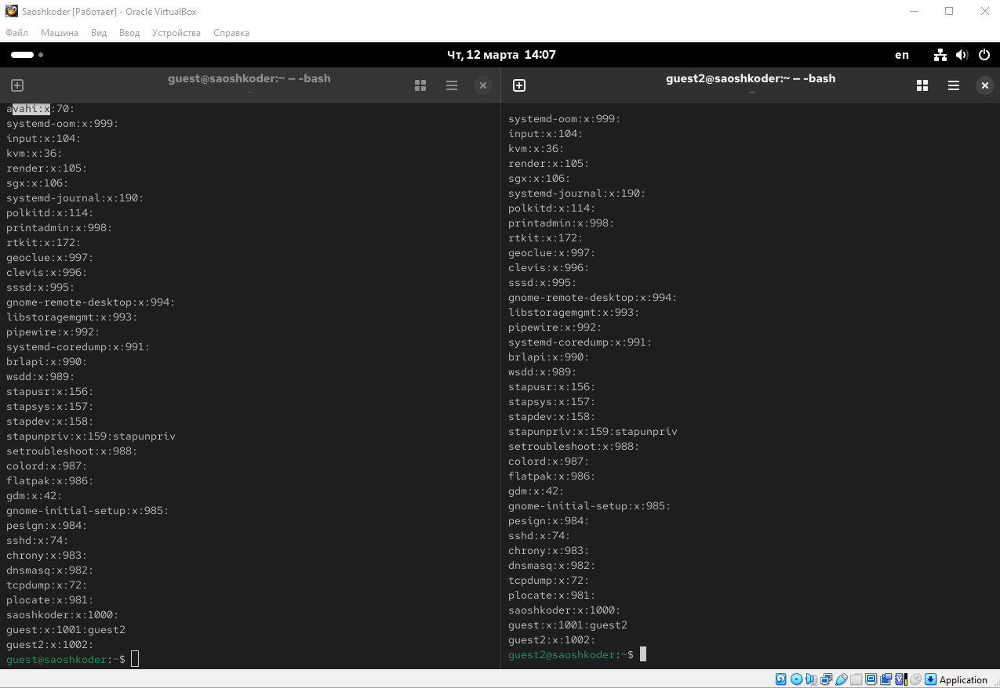 Saoshkoder [Работает] - Oracle VirtualBox
Файл Машина Вид Ввод Устройства Справка
Чт, 12 марта 14:07
en
guest@saoshkoder:~ — -bash
~
avahi:x:70:
systemd-oom:x:999:
input:x:104:
kvm:x:36:
render:x:105:
sgx:x:106:
systemd-journal:x:190:
polkitd:x:114:
printadmin:x:998:
rtkit:x:172:
geoclue:x:997:
clevis:x:996:
sssd:x:995:
gnome-remote-desktop:x:994:
libstoragemgmt:x:993:
pipewire:x:992:
systemd-coredump:x:991:
brlapi:x:990:
wsdd:x:989:
stapusr:x:156:
stapsys:x:157:
stapdev:x:158:
stapunpriv:x:159:stapunpriv
setroubleshoot:x:988:
colord:x:987:
flatpak:x:986:
gdm:x:42:
gnome-initial-setup:x:985:
pesign:x:984:
sshd:x:74:
chrony:x:983:
dnsmasq:x:982:
tcpdump:x:72:
plocate:x:981:
saoshkoder:x:1000:
guest:x:1001:guest2
guest2:x:1002:
guest@saoshkoder:~$
guest2@saoshkoder:~ — -bash
~
systemd-oom:x:999:
input:x:104:
kvm:x:36:
render:x:105:
sgx:x:106:
systemd-journal:x:190:
polkitd:x:114:
printadmin:x:998:
rtkit:x:172:
geoclue:x:997:
clevis:x:996:
sssd:x:995:
gnome-remote-desktop:x:994:
libstoragemgmt:x:993:
pipewire:x:992:
systemd-coredump:x:991:
brlapi:x:990:
wsdd:x:989:
stapusr:x:156:
stapsys:x:157:
stapdev:x:158:
stapunpriv:x:159:stapunpriv
setroubleshoot:x:988:
colord:x:987:
flatpak:x:986:
gdm:x:42:
gnome-initial-setup:x:985:
pesign:x:984:
sshd:x:74:
chrony:x:983:
dnsmasq:x:982:
tcpdump:x:72:
plocate:x:981:
saoshkoder:x:1000:
guest:x:1001:guest2
guest2:x:1002:
guest2@saoshkoder:~$
Application